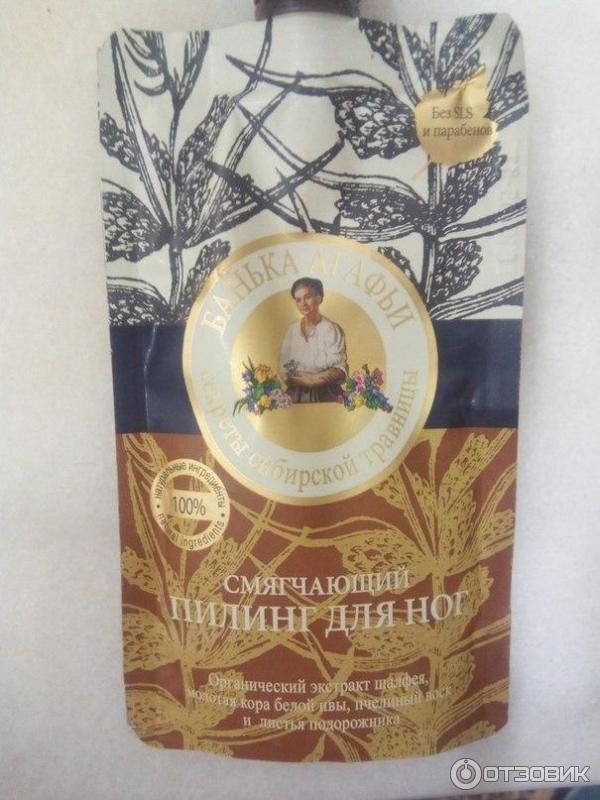 Без SLS
и парабенов
БАНЬКА АГАФЬИ
секреты сибирской травницы
натуральные ингредиенты
100%
natural ingredients
СМЯГЧАЮЩИЙ
ПИЛИНГ ДЛЯ НОГ
Органический экстракт шалфея,
молотая кора белой ивы, пчелиный воск
и листья подорожника
ОТЗОВИК